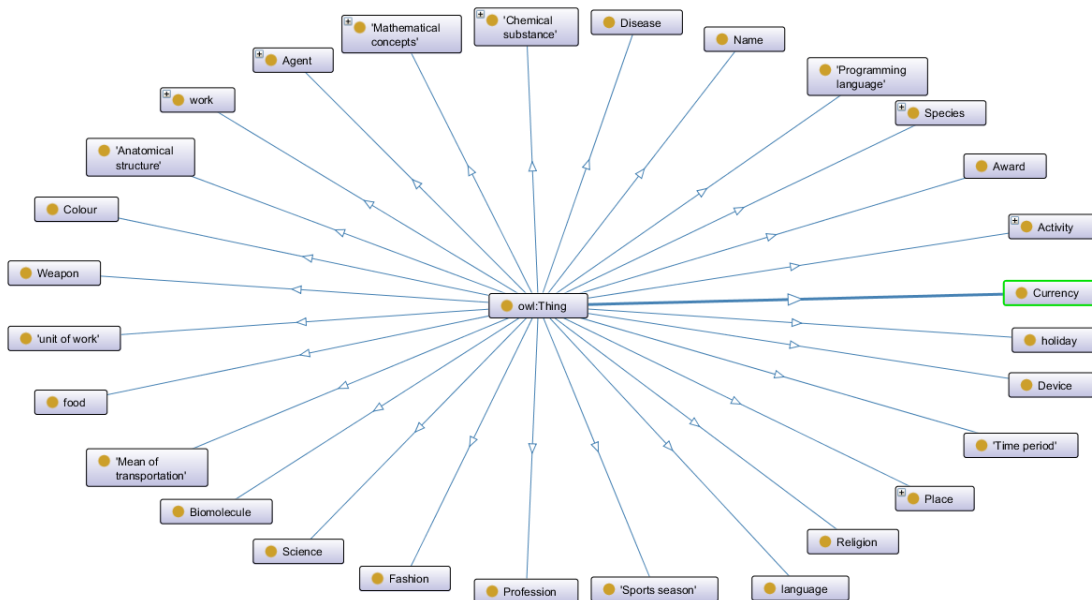 'Mathematical
concepts'
'Chemical
substance'
Disease
Name
Agent
'Programming
language'
work
Species
'Anatomical
structure'
Award
Colour
Activity
Weapon
owl:Thing
Currency
'unit of work'
holiday
food
Device
'Mean of
transportation'
'Time period'
Biomolecule
Place
Science
Religion
Fashion
Profession
'Sports season'
language